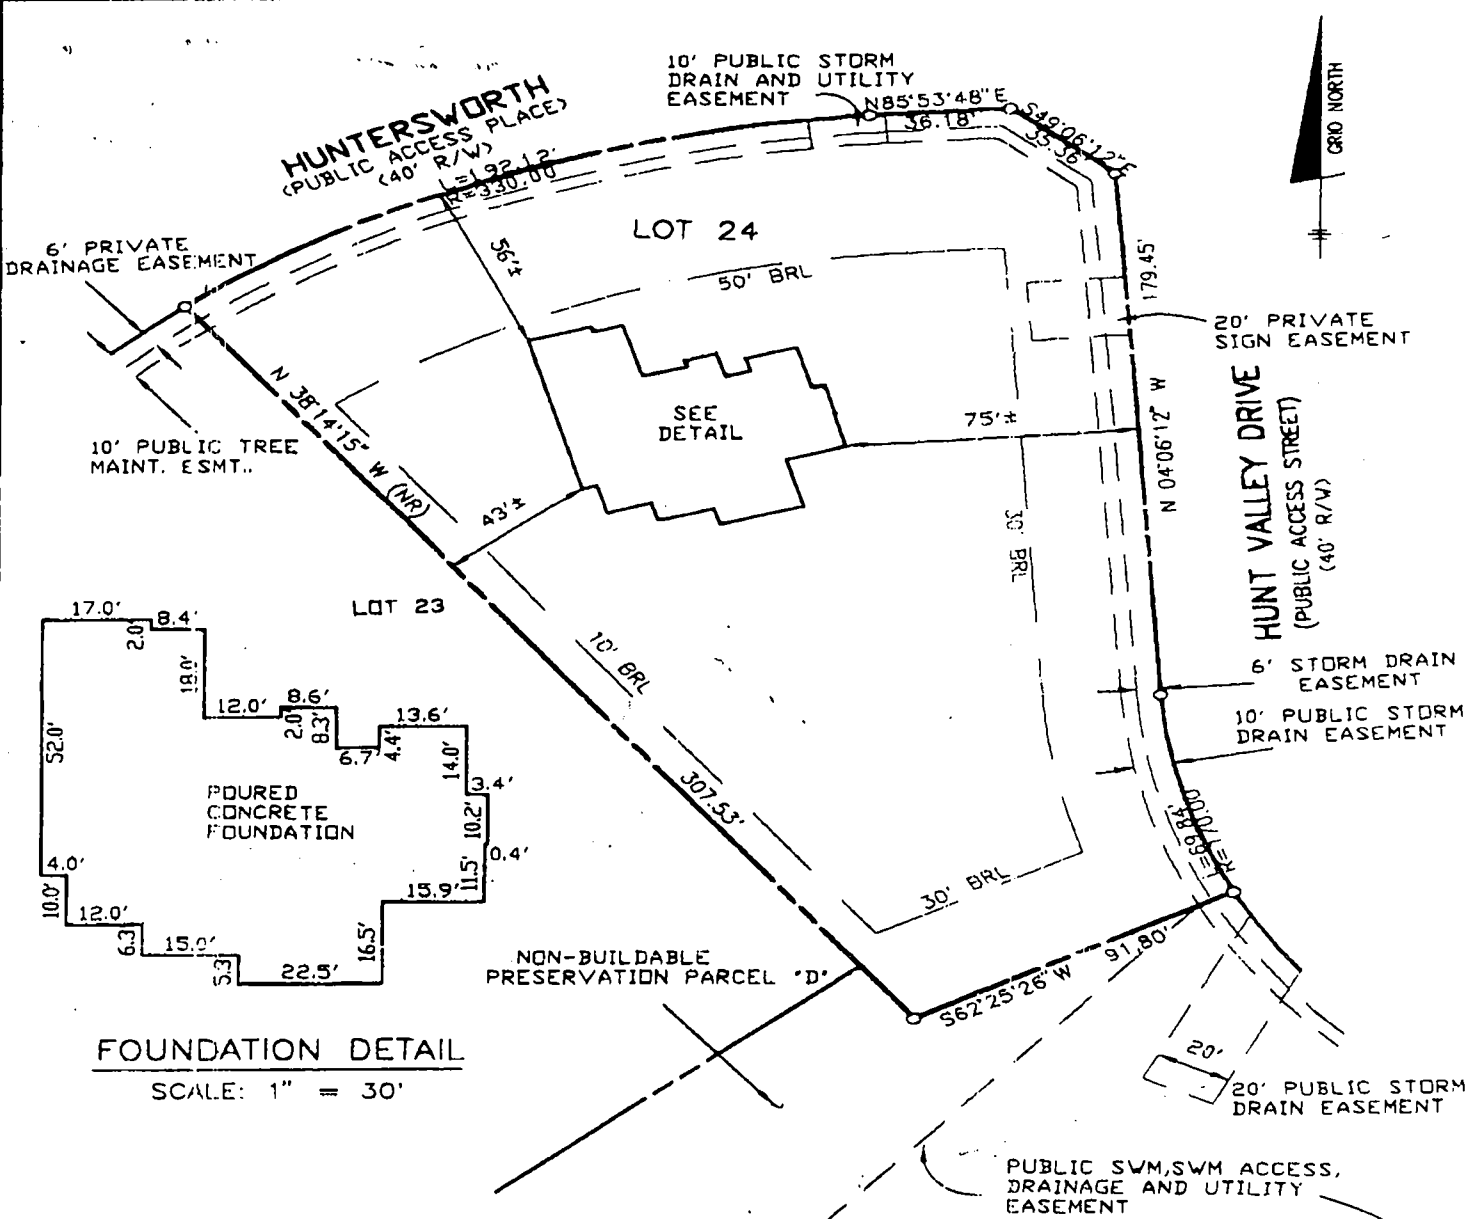 10' PUBLIC STORM
DRAIN AND UTILITY
EASEMENT
N85°53'48"E
36.18'
S49°06'12"E
35.36'
GRID NORTH
HUNTERSWORTH
(PUBLIC ACCESS PLACE)
(40' R/W)
L=192.12'
R=330.00'
LOT 24
6' PRIVATE
DRAINAGE EASEMENT
56'±
50' BRL
179.45'
20' PRIVATE
SIGN EASEMENT
N 38°14'15" W (NR)
SEE
DETAIL
75'±
N 04°06'12" W
HUNT VALLEY DRIVE
(PUBLIC ACCESS STREET)
(40' R/W)
10' PUBLIC TREE
MAINT. ESMT.
43'±
30' BRL
LOT 23
10' BRL
6' STORM DRAIN
EASEMENT
10' PUBLIC STORM
DRAIN EASEMENT
17.0'
8.4'
2.0'
18.0'
12.0'
8.6'
2.0'
8.3'
13.6'
6.7'
4.4'
14.0'
3.4'
52.0'
10.2'
POURED
CONCRETE
FOUNDATION
0.4'
4.0'
11.5'
15.9'
10.0'
12.0'
6.3'
15.0'
16.5'
5.3'
22.5'
307.53'
L=69.84'
R=170.00'
30' BRL
91.80'
S62°25'26" W
NON-BUILDABLE
PRESERVATION PARCEL 'D'
FOUNDATION DETAIL
SCALE: 1" = 30'
20'
20' PUBLIC STORM
DRAIN EASEMENT
PUBLIC SWM,SWM ACCESS,
DRAINAGE AND UTILITY
EASEMENT